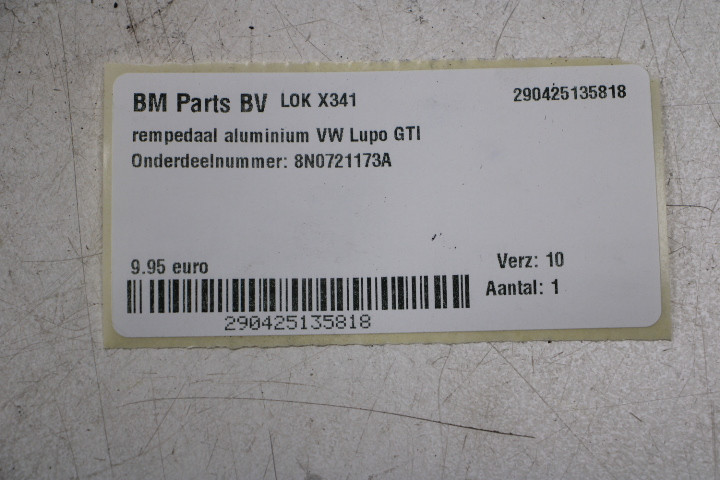 BM Parts BV LOK X341 290425135818
rempedaal aluminium VW Lupo GTI
Onderdeelnummer: 8N0721173A
9.95 euro Verz: 10
Aantal: 1
290425135818